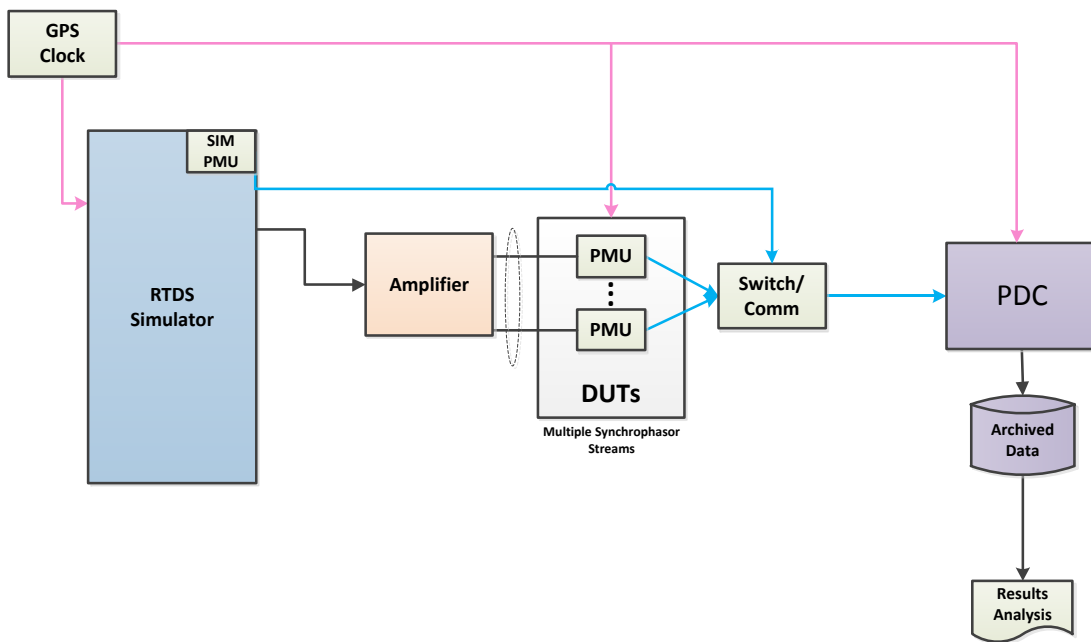 GPS
Clock
SIM
PMU
RTDS
Simulator
Amplifier
PMU
PMU
DUTs
Multiple Synchrophasor
Streams
Switch/
Comm
PDC
Archived
Data
Results
Analysis